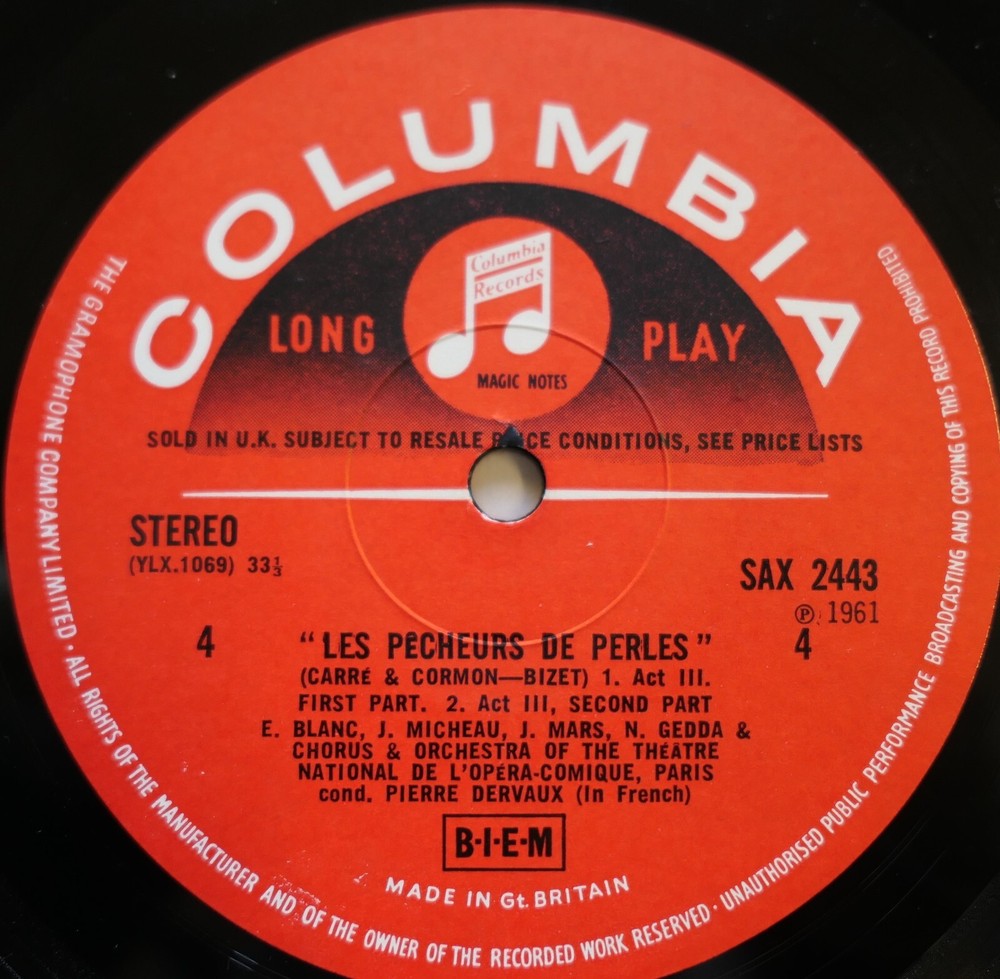 COLUMBIA
Columbia
Records
LONG PLAY
MAGIC NOTES
SOLD IN U.K. SUBJECT TO RESALE PRICE CONDITIONS, SEE PRICE LISTS
STEREO
(YLX.1069) 33⅓
SAX 2443
Ⓟ 1961
4 "LES PÊCHEURS DE PERLES" 4
(CARRÉ & CORMON—BIZET) 1. Act III.
FIRST PART. 2. Act III, SECOND PART
E. BLANC, J. MICHEAU, J. MARS, N. GEDDA &
CHORUS & ORCHESTRA OF THE THÉÂTRE
NATIONAL DE L'OPÉRA-COMIQUE, PARIS
cond. PIERRE DERVAUX (In French)
B·I·E·M
MADE IN Gt. BRITAIN
THE GRAMOPHONE COMPANY LIMITED · ALL RIGHTS OF THE MANUFACTURER AND OF THE OWNER OF THE RECORDED WORK RESERVED · UNAUTHORISED PUBLIC PERFORMANCE BROADCASTING AND COPYING OF THIS RECORD PROHIBITED